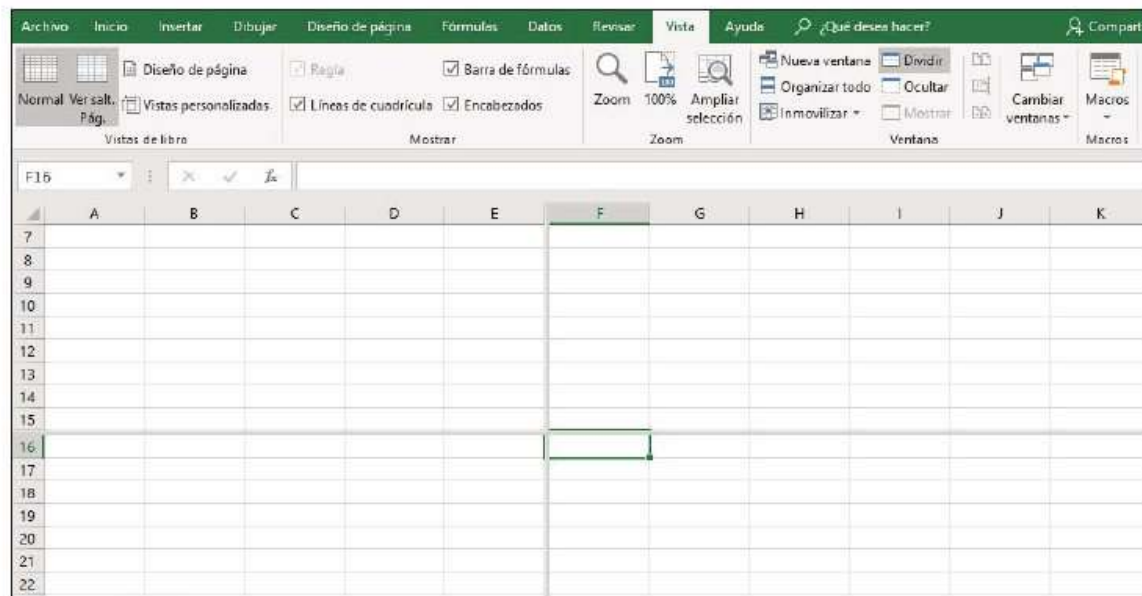 Archivo Inicio Insertar Dibujar Diseño de página Fórmulas Datos Revisar Vista Ayuda ¿Qué desea hacer? Compart
Diseño de página Regla Barra de fórmulas Nueva ventana Dividir
Normal Ver salt. Pág. Vistas personalizadas Líneas de cuadrícula Encabezados Zoom 100% Ampliar selección Organizar todo Ocultar Cambiar ventanas Macros
Inmovilizar Mostrar
Vistas de libro Mostrar Zoom Ventana Macros
F16 fx
A B C D E F G H I J K
7
8
9
10
11
12
13
14
15
16
17
18
19
20
21
22